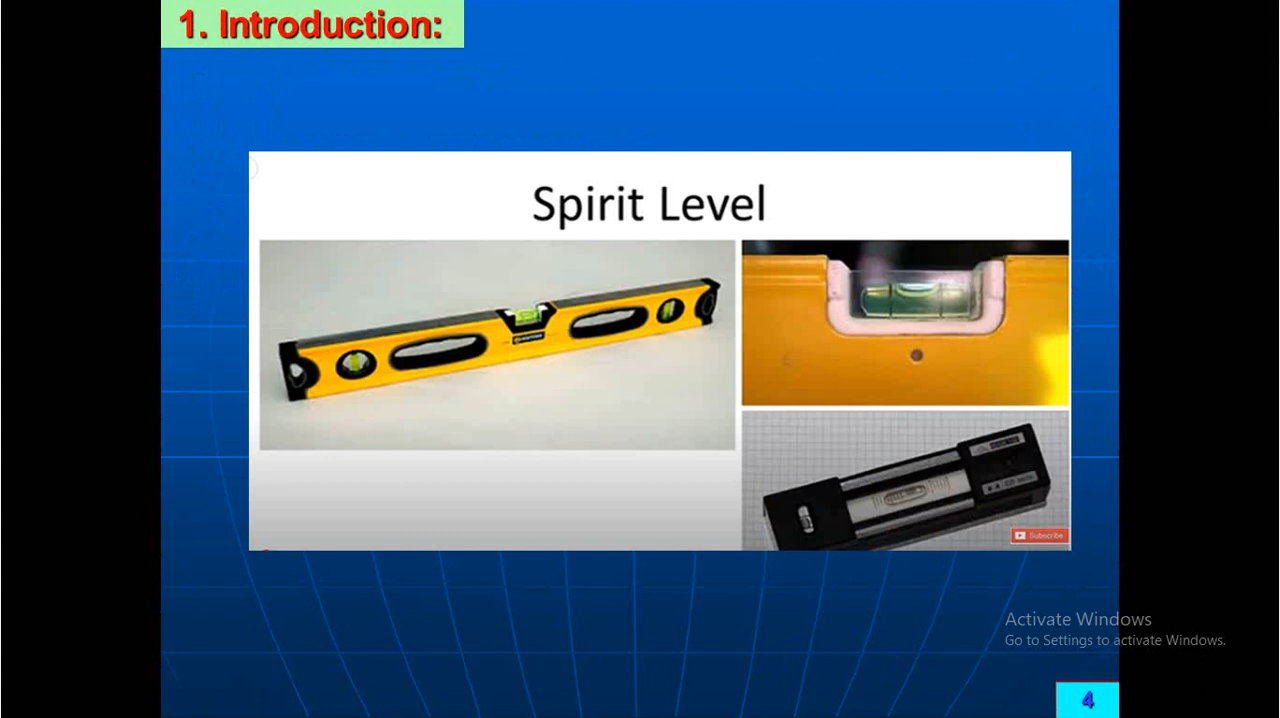 1. Introduction:
Spirit Level
Subscribe
Activate Windows
Go to Settings to activate Windows.
4